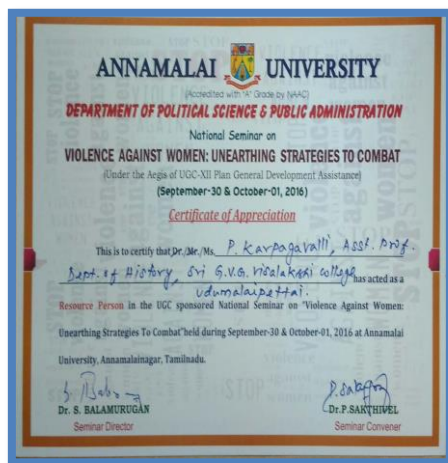 ANNAMALAI UNIVERSITY
(Accredited with "A" Grade by NAAC)
DEPARTMENT OF POLITICAL SCIENCE & PUBLIC ADMINISTRATION
National Seminar on
VIOLENCE AGAINST WOMEN: UNEARTHING STRATEGIES TO COMBAT
(Under the Aegis of UGC-XII Plan General Development Assistance)
(September-30 & October-01, 2016)
Certificate of Appreciation
This is to certify that Dr./Mr./Ms. P. Karpagavalli, Asst. Prof.
Dept. of History, Sri G.V.G. Visalakshi College has acted as a
Udumalaipettai.
Resource Person in the UGC sponsored National Seminar on "Violence Against Women:
Unearthing Strategies To Combat"held during September-30 & October-01, 2016 at Annamalai
University, Annamalainagar, Tamilnadu.
Dr. S. BALAMURUGAN Dr.P.SAKTHIVEL
Seminar Director Seminar Convener